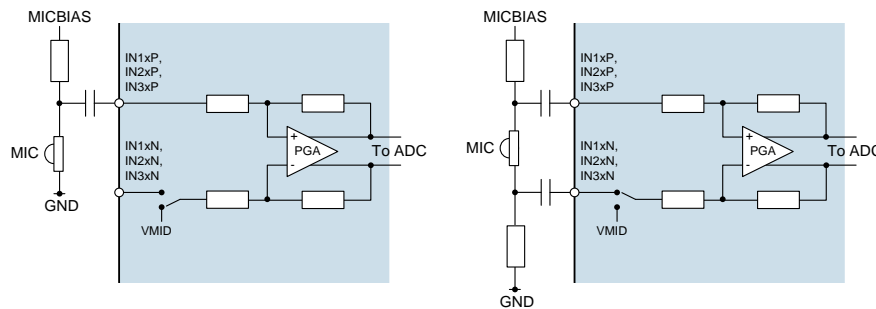 MICBIAS
IN1xP,
IN2xP,
IN3xP
MIC
+
PGA
-
To ADC
IN1xN,
IN2xN,
IN3xN
GND
VMID
MICBIAS
IN1xP,
IN2xP,
IN3xP
MIC
+
PGA
-
To ADC
IN1xN,
IN2xN,
IN3xN
VMID
GND